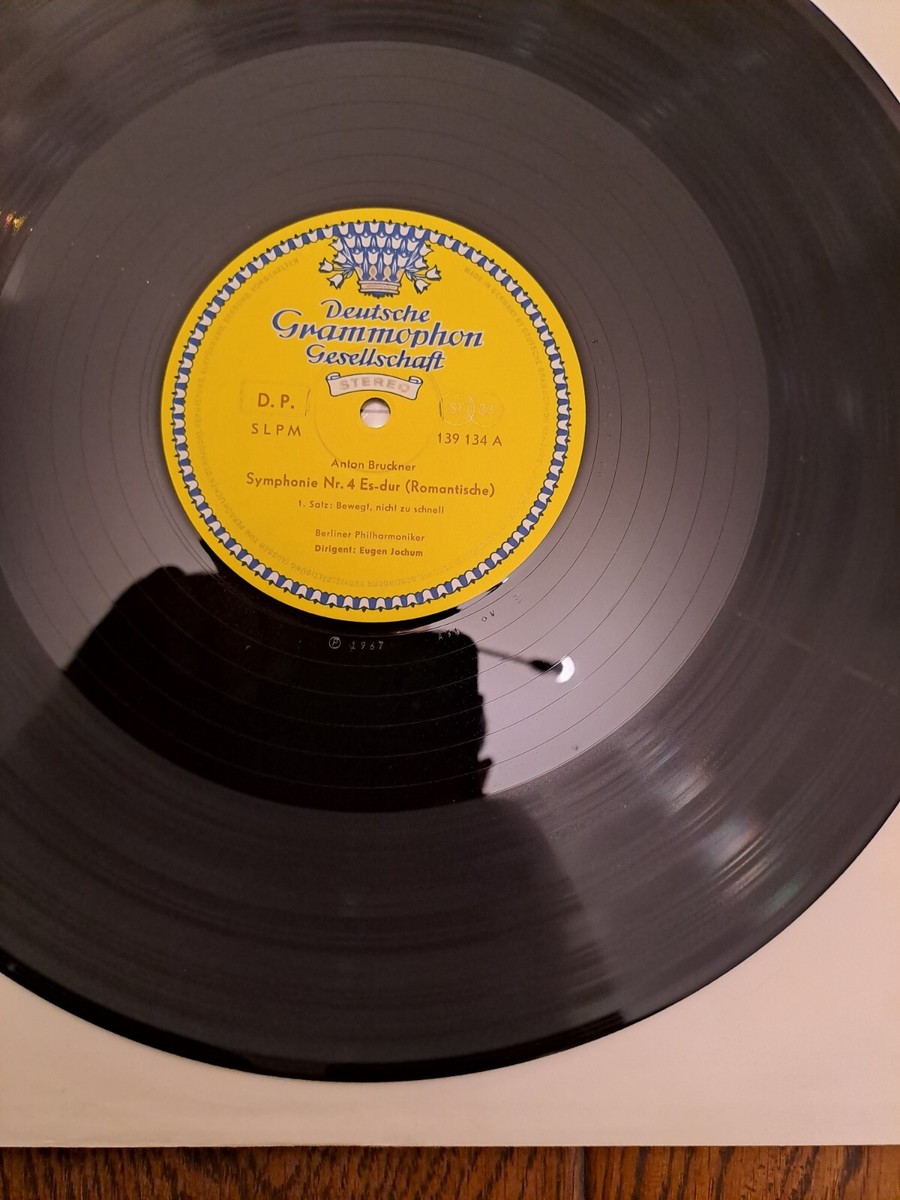 Deutsche
Grammophon
Gesellschaft
STEREO
D. P.
SLPM
139 134 A
Anton Bruckner
Symphonie Nr. 4 Es-dur (Romantische)
1. Satz: Bewegt, nicht zu schnell
Berliner Philharmoniker
Dirigent: Eugen Jochum
℗ 1967